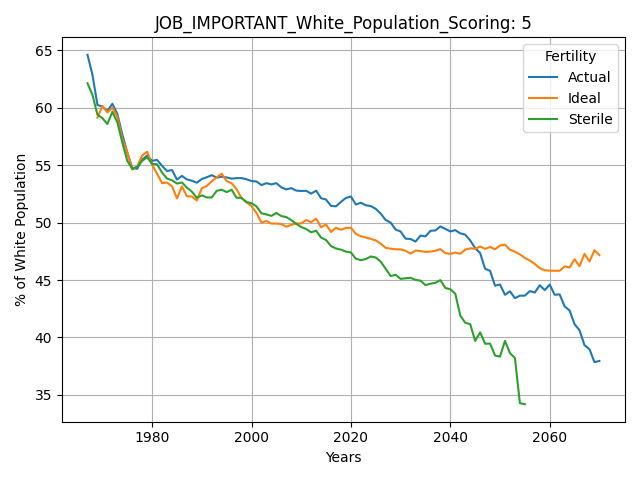 JOB_IMPORTANT_White_Population_Scoring: 5
Fertility
Actual
Ideal
Sterile
% of White Population
65
60
55
50
45
40
35
1980
2000
2020
2040
2060
Years